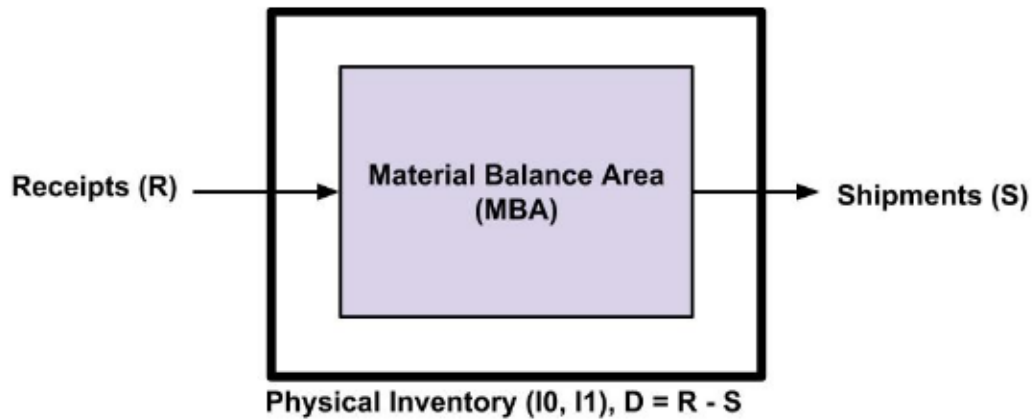 Receipts (R)
Material Balance Area
(MBA)
Shipments (S)
Physical Inventory (I0, I1), D = R - S